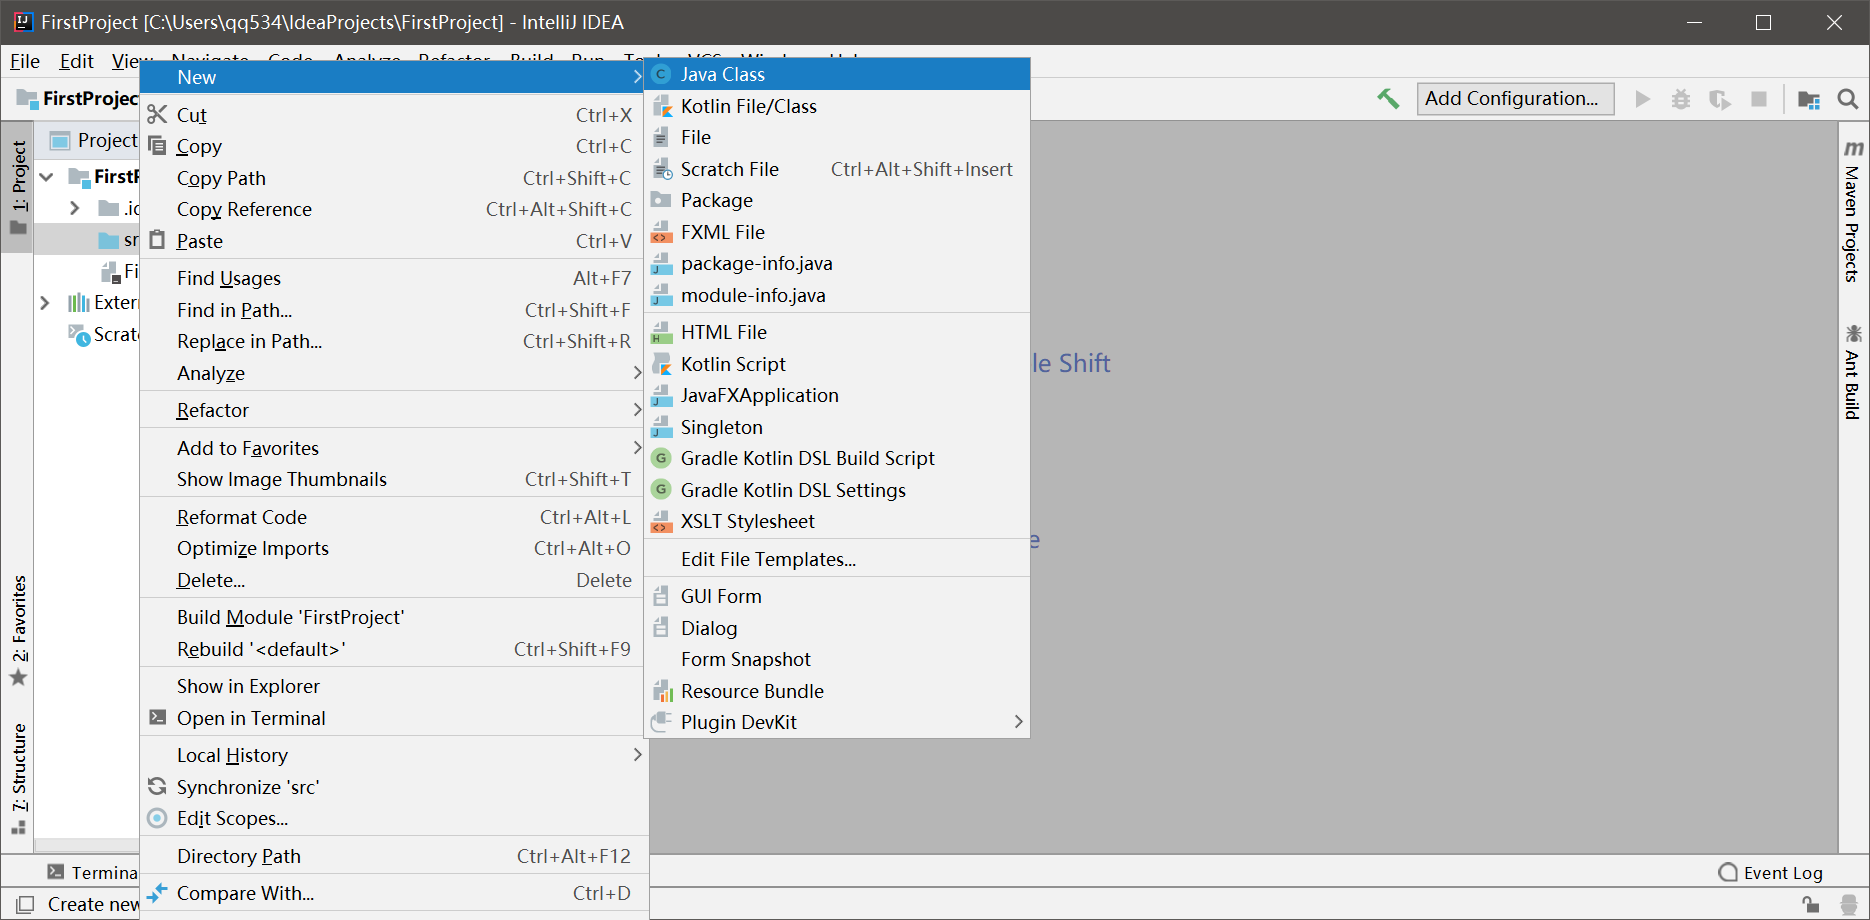 FirstProject [C:\Users\qq534\IdeaProjects\FirstProject] - IntelliJ IDEA
File Edit View Navigate Code Analyze Refactor Build Run
FirstProjec
Add Configuration...
1: Project
Project
FirstP
Extern
Scratc
2: Favorites
7: Structure
New
Cut Ctrl+X
Copy Ctrl+C
Copy Path Ctrl+Shift+C
Copy Reference Ctrl+Alt+Shift+C
Paste Ctrl+V
Find Usages Alt+F7
Find in Path... Ctrl+Shift+F
Replace in Path... Ctrl+Shift+R
Analyze
Refactor
Add to Favorites
Show Image Thumbnails Ctrl+Shift+T
Reformat Code Ctrl+Alt+L
Optimize Imports Ctrl+Alt+O
Delete... Delete
Build Module 'FirstProject'
Rebuild '<default>' Ctrl+Shift+F9
Show in Explorer
Open in Terminal
Local History
Synchronize 'src'
Edit Scopes...
Directory Path Ctrl+Alt+F12
Compare With... Ctrl+D
Java Class
Kotlin File/Class
File
Scratch File Ctrl+Alt+Shift+Insert
Package
FXML File
package-info.java
module-info.java
HTML File
Kotlin Script
JavaFXApplication
Singleton
Gradle Kotlin DSL Build Script
Gradle Kotlin DSL Settings
XSLT Stylesheet
Edit File Templates...
GUI Form
Dialog
Form Snapshot
Resource Bundle
Plugin DevKit
le Shift
e
Maven Projects
Ant Build
Termina
Event Log
Create new